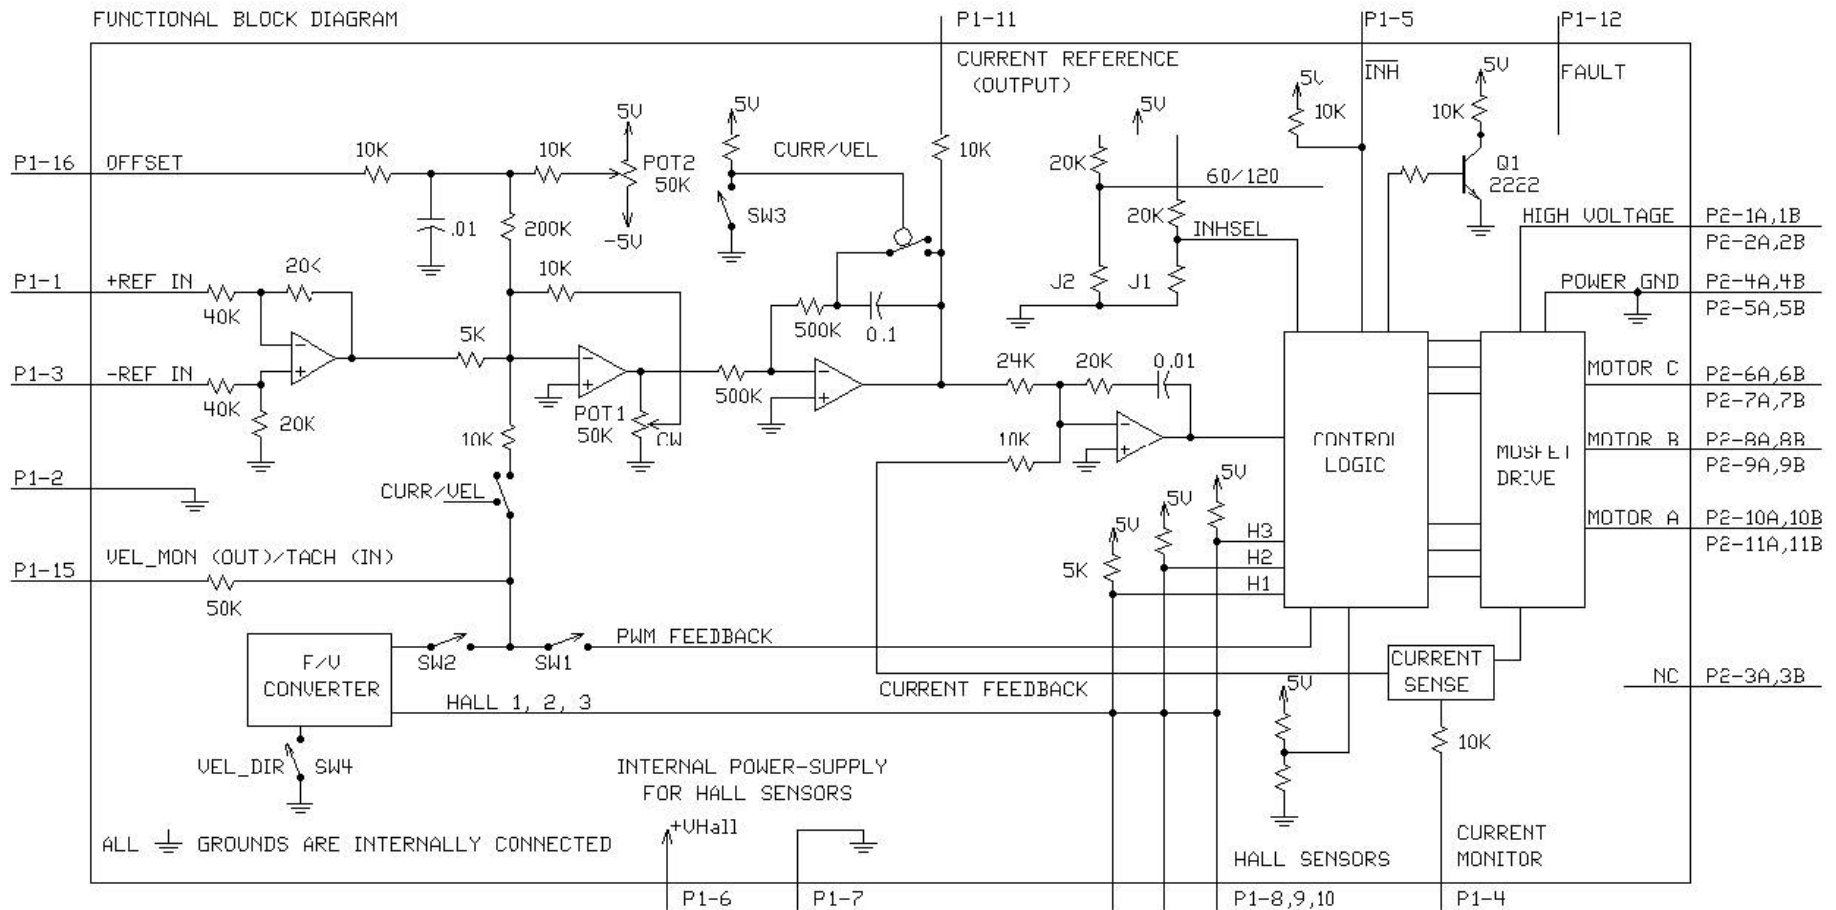 FUNCTIONAL BLOCK DIAGRAM
P1-11
P1-5
P1-12
CURRENT REFERENCE
(OUTPUT)
INH
FAULT
5V
10K
5V
10K
Q1
2222
P1-16
OFFSET
10K
10K
5V
POT2
50K
-5V
.01
200K
5V
CURR/VEL
SW3
10K
5V
20K
60/120
20K
INHSEL
J2
J1
HIGH VOLTAGE
P2-1A,1B
P2-2A,2B
POWER GND
P2-4A,4B
P2-5A,5B
P1-1
+REF IN
40K
10K
5K
500K
0.1
P1-3
-REF IN
40K
20K
POT1
50K
CW
500K
24K
20K
0.01
10K
MOTOR C
P2-6A,6B
P2-7A,7B
MOTOR B
P2-8A,8B
P2-9A,9B
MOTOR A
P2-10A,10B
P2-11A,11B
CONTROL
LOGIC
MOSFET
DRIVE
10K
P1-2
CURR/VEL
5V
5V
5V
H3
H2
H1
5K
P1-15
VEL_MON (OUT)/TACH (IN)
50K
F/V
CONVERTER
SW2
SW1
PWM FEEDBACK
CURRENT
SENSE
CURRENT FEEDBACK
NC
P2-3A,3B
HALL 1, 2, 3
5V
10K
VEL_DIR
SW4
INTERNAL POWER-SUPPLY
FOR HALL SENSORS
+VHall
ALL GROUNDS ARE INTERNALLY CONNECTED
HALL SENSORS
CURRENT
MONITOR
P1-6
P1-7
P1-8,9,10
P1-4